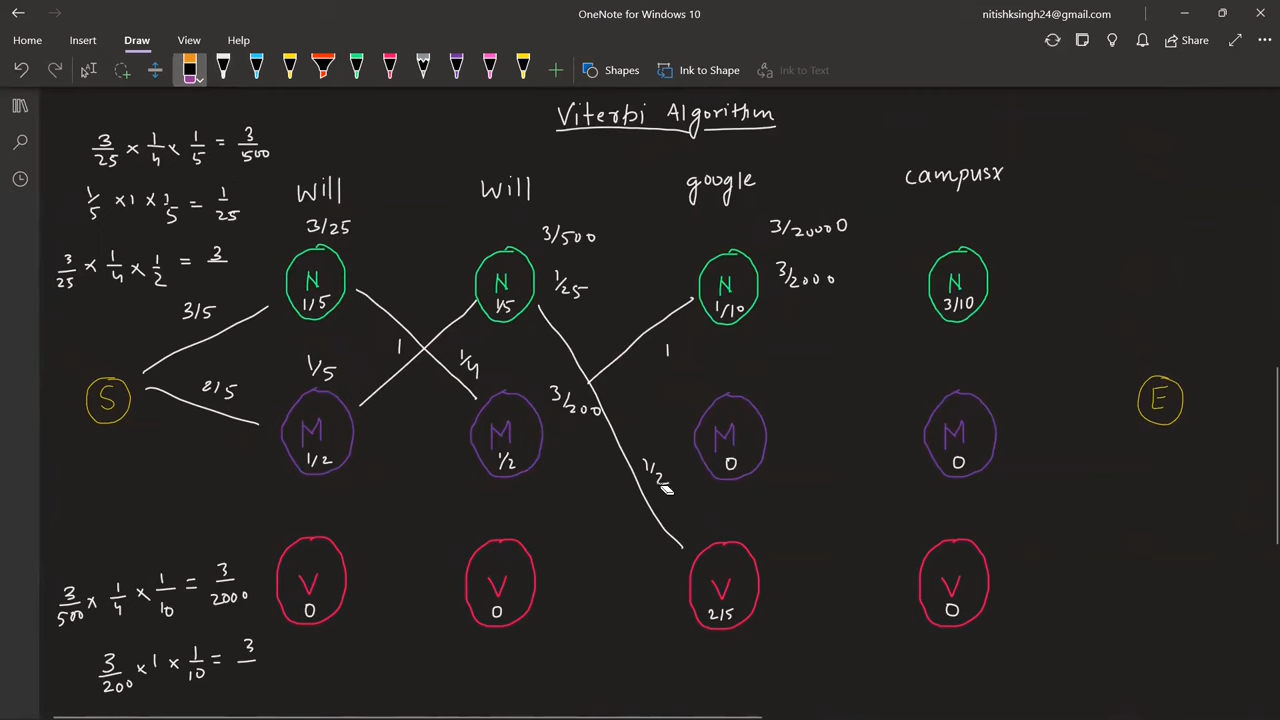 OneNote for Windows 10
nitishksingh24@gmail.com
Home Insert Draw View Help
Share
Shapes Ink to Shape Ink to Text
Viterbi Algorithm
3/25 × 1/4 × 1/5 = 3/500
1/5 × 1 × 1/5 = 1/25
3/25 × 1/4 × 1/2 = 3
will will google campusx
3/25 3/500 3/20000
1/25 3/2000
N N N N
1/5 1/5 1/10 3/10
3/5 1 1/4 1
2/5 1/5 3/200
S E
M M M M
1/2 1/2 0 0
1/2
V V V V
0 0 2/5 0
3/500 × 1/4 × 1/10 = 3/2000
3/200 × 1 × 1/10 = 3